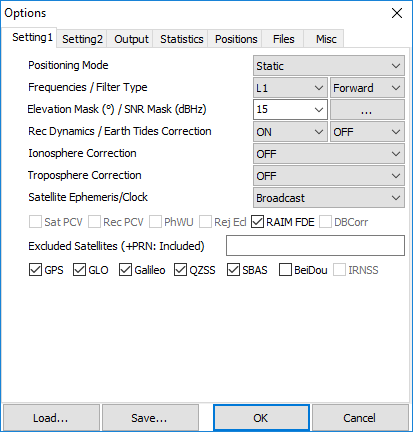 Options
Setting1 Setting2 Output Statistics Positions Files Misc
Positioning Mode Static
Frequencies / Filter Type L1 Forward
Elevation Mask (°) / SNR Mask (dBHz) 15 ...
Rec Dynamics / Earth Tides Correction ON OFF
Ionosphere Correction OFF
Troposphere Correction OFF
Satellite Ephemeris/Clock Broadcast
Sat PCV Rec PCV PhWU Rej Ecl RAIM FDE DBCorr
Excluded Satellites (+PRN: Included)
GPS GLO Galileo QZSS SBAS BeiDou IRNSS
Load... Save... OK Cancel